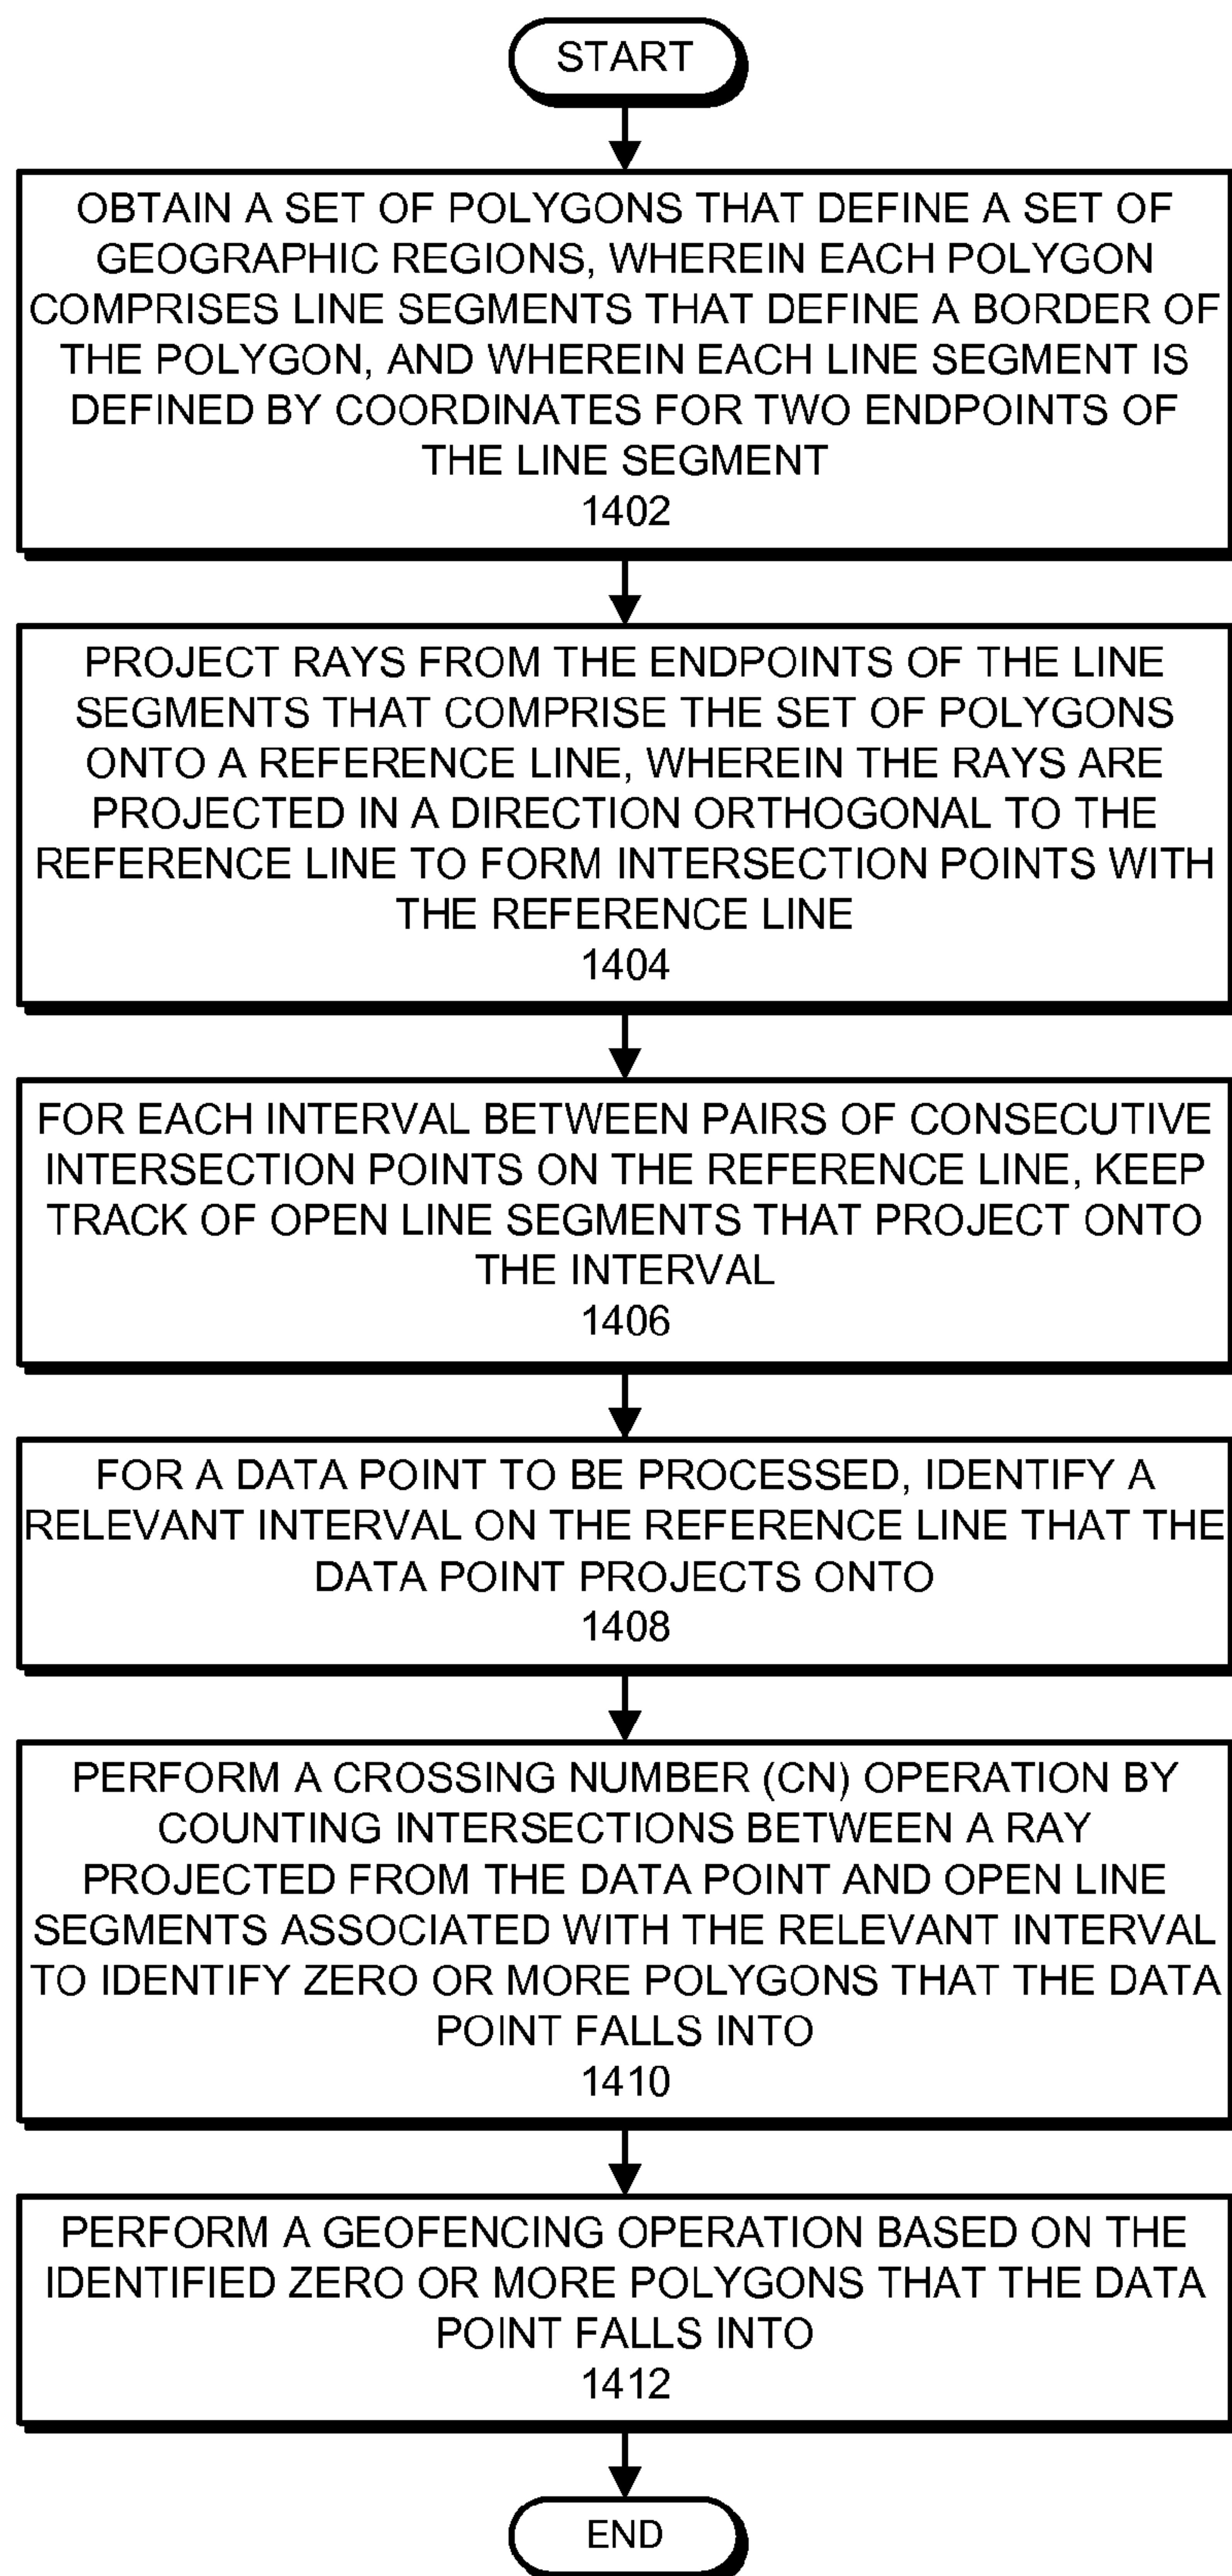 START
OBTAIN A SET OF POLYGONS THAT DEFINE A SET OF
GEOGRAPHIC REGIONS, WHEREIN EACH POLYGON
COMPRISES LINE SEGMENTS THAT DEFINE A BORDER OF
THE POLYGON, AND WHEREIN EACH LINE SEGMENT IS
DEFINED BY COORDINATES FOR TWO ENDPOINTS OF
THE LINE SEGMENT
1402
PROJECT RAYS FROM THE ENDPOINTS OF THE LINE
SEGMENTS THAT COMPRISE THE SET OF POLYGONS
ONTO A REFERENCE LINE, WHEREIN THE RAYS ARE
PROJECTED IN A DIRECTION ORTHOGONAL TO THE
REFERENCE LINE TO FORM INTERSECTION POINTS WITH
THE REFERENCE LINE
1404
FOR EACH INTERVAL BETWEEN PAIRS OF CONSECUTIVE
INTERSECTION POINTS ON THE REFERENCE LINE, KEEP
TRACK OF OPEN LINE SEGMENTS THAT PROJECT ONTO
THE INTERVAL
1406
FOR A DATA POINT TO BE PROCESSED, IDENTIFY A
RELEVANT INTERVAL ON THE REFERENCE LINE THAT THE
DATA POINT PROJECTS ONTO
1408
PERFORM A CROSSING NUMBER (CN) OPERATION BY
COUNTING INTERSECTIONS BETWEEN A RAY
PROJECTED FROM THE DATA POINT AND OPEN LINE
SEGMENTS ASSOCIATED WITH THE RELEVANT INTERVAL
TO IDENTIFY ZERO OR MORE POLYGONS THAT THE DATA
POINT FALLS INTO
1410
PERFORM A GEOFENCING OPERATION BASED ON THE
IDENTIFIED ZERO OR MORE POLYGONS THAT THE DATA
POINT FALLS INTO
1412
END